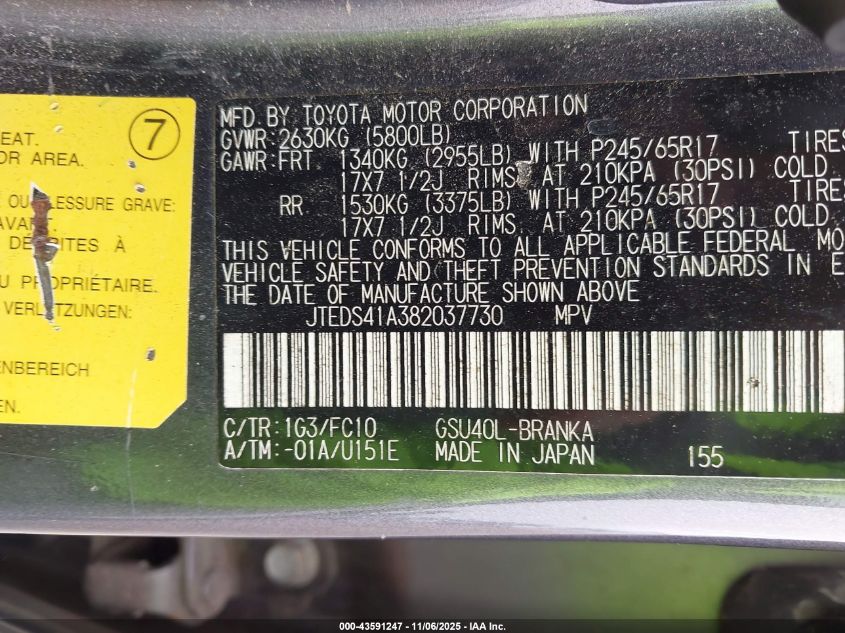 7
EAT.
OR AREA.
OU
LESSURE GRAVE:
AVANT.
DÉCRITES À
U PROPRIÉTAIRE.
VERLETZUNGEN:
ENBEREICH
EN.
MFD. BY TOYOTA MOTOR CORPORATION
GVWR: 2630KG (5800LB)
GAWR: FRT 1340KG (2955LB) WITH P245/65R17 TIRES
17X7 1/2J RIMS, AT 210KPA (30PSI) COLD
RR 1530KG (3375LB) WITH P245/65R17 TIRES
17X7 1/2J RIMS, AT 210KPA (30PSI) COLD
THIS VEHICLE CONFORMS TO ALL APPLICABLE FEDERAL MO
VEHICLE SAFETY AND THEFT PREVENTION STANDARDS IN E
THE DATE OF MANUFACTURE SHOWN ABOVE
JTEDS41A382037730 MPV
C/TR: 1G3/FC10 GSU40L-BRANKA
A/TM: -01A/U151E MADE IN JAPAN 155
000-43591247 - 11/06/2025 - IAA Inc.